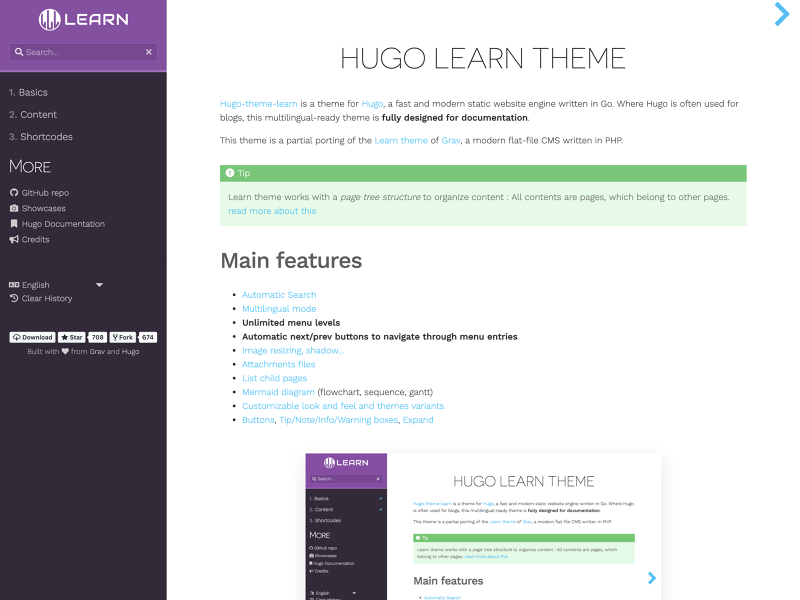 LEARN
Search...
1. Basics
2. Content
3. Shortcodes
MORE
GitHub repo
Showcases
Hugo Documentation
Credits
English
Clear History
Download Star 708 Fork 674
Built with from Grav and Hugo
HUGO LEARN THEME
Hugo-theme-learn is a theme for Hugo, a fast and modern static website engine written in Go. Where Hugo is often used for
blogs, this multilingual-ready theme is fully designed for documentation.
This theme is a partial porting of the Learn theme of Grav, a modern flat-file CMS written in PHP.
Tip
Learn theme works with a page tree structure to organize content : All contents are pages, which belong to other pages.
read more about this
Main features
Automatic Search
Multilingual mode
Unlimited menu levels
Automatic next/prev buttons to navigate through menu entries
Image resizing, shadow...
Attachments files
List child pages
Mermaid diagram (flowchart, sequence, gantt)
Customizable look and feel and themes variants
Buttons, Tip/Note/Info/Warning boxes, Expand
LEARN
Search...
1. Basics
2. Content
3. Shortcodes
MORE
Github repo
Showcases
Hugo Documentation
Credits
English
HUGO LEARN THEME
Hugo-theme-learn is a theme for Hugo, a fast and modern static website engine written in Go. Where Hugo
is often used for blogs, this multilingual-ready theme is fully designed for documentation.
This theme is a partial porting of the Learn theme of Grav, a modern flat-file CMS written in PHP.
Tip
Learn theme works with a page tree structure to organize content : All contents are pages, which
belong to other pages. read more about this
Main features
Automatic Search